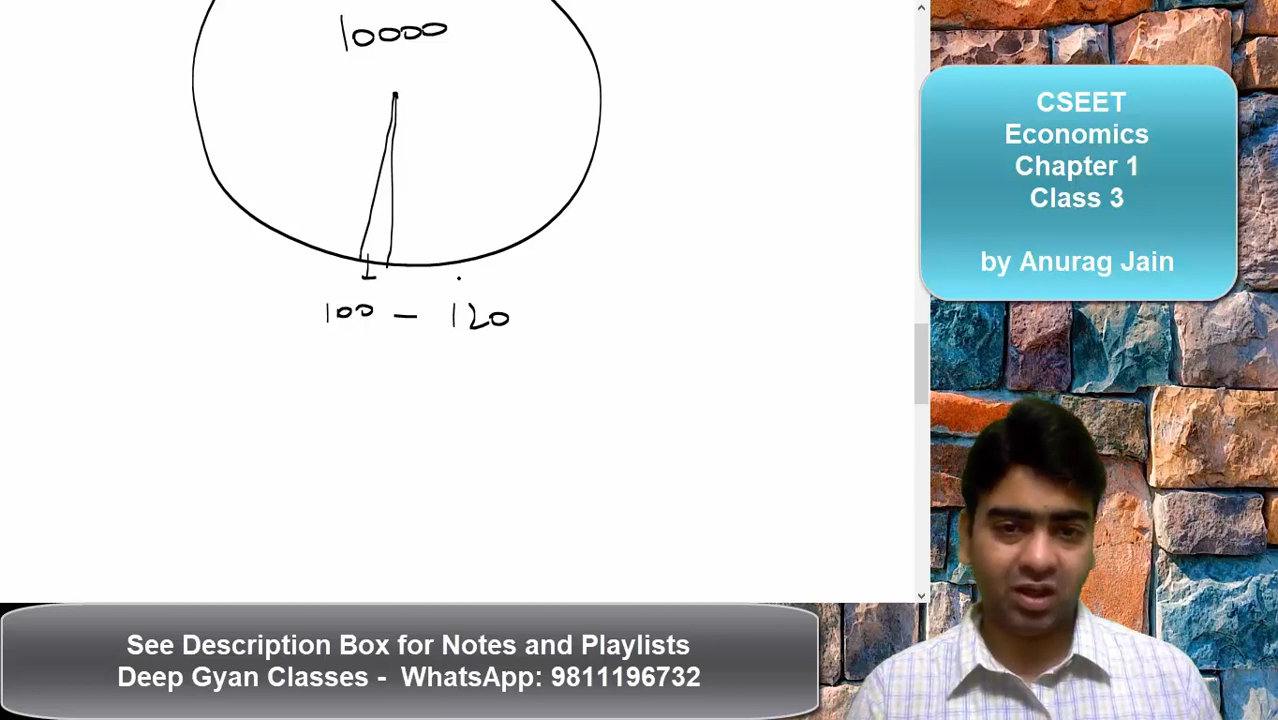 10000
100 - 120
CSEET
Economics
Chapter 1
Class 3
by Anurag Jain
See Description Box for Notes and Playlists
Deep Gyan Classes - WhatsApp: 9811196732